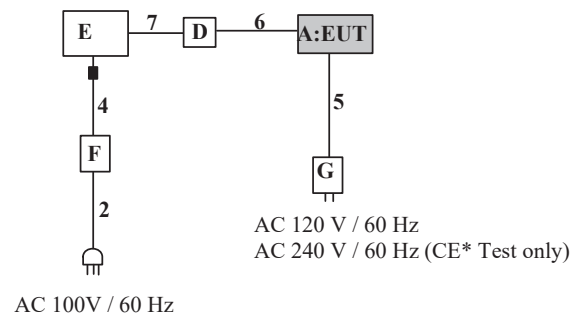 7
6
E
D
A:EUT
4
5
F
G
2
AC 120 V / 60 Hz
AC 240 V / 60 Hz (CE* Test only)
AC 100V / 60 Hz